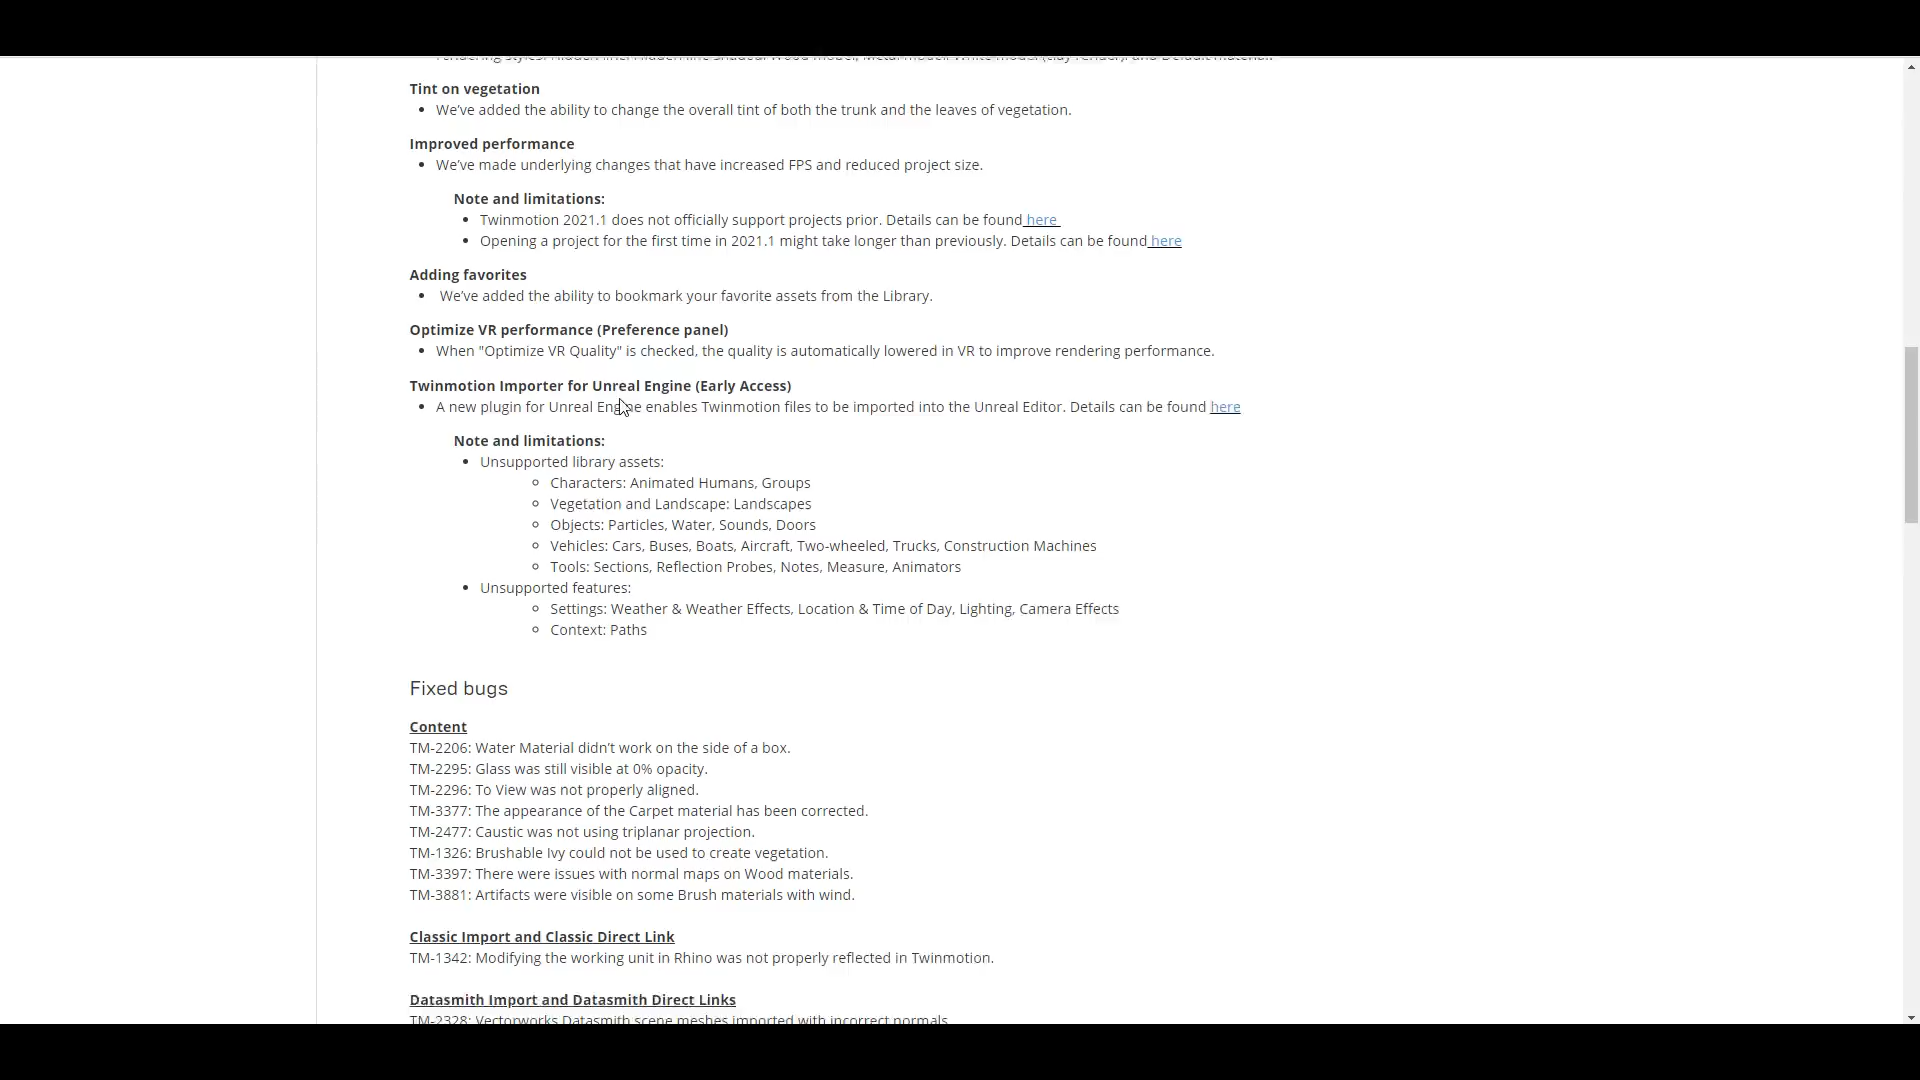 Tint on vegetation
• We've added the ability to change the overall tint of both the trunk and the leaves of vegetation.
Improved performance
• We've made underlying changes that have increased FPS and reduced project size.
Note and limitations:
• Twinmotion 2021.1 does not officially support projects prior. Details can be found here
• Opening a project for the first time in 2021.1 might take longer than previously. Details can be found here
Adding favorites
• We've added the ability to bookmark your favorite assets from the Library.
Optimize VR performance (Preference panel)
• When "Optimize VR Quality" is checked, the quality is automatically lowered in VR to improve rendering performance.
Twinmotion Importer for Unreal Engine (Early Access)
• A new plugin for Unreal Engine enables Twinmotion files to be imported into the Unreal Editor. Details can be found here
Note and limitations:
• Unsupported library assets:
◦ Characters: Animated Humans, Groups
◦ Vegetation and Landscape: Landscapes
◦ Objects: Particles, Water, Sounds, Doors
◦ Vehicles: Cars, Buses, Boats, Aircraft, Two-wheeled, Trucks, Construction Machines
◦ Tools: Sections, Reflection Probes, Notes, Measure, Animators
• Unsupported features:
◦ Settings: Weather & Weather Effects, Location & Time of Day, Lighting, Camera Effects
◦ Context: Paths
Fixed bugs
Content
TM-2206: Water Material didn't work on the side of a box.
TM-2295: Glass was still visible at 0% opacity.
TM-2296: To View was not properly aligned.
TM-3377: The appearance of the Carpet material has been corrected.
TM-2477: Caustic was not using triplanar projection.
TM-1326: Brushable Ivy could not be used to create vegetation.
TM-3397: There were issues with normal maps on Wood materials.
TM-3881: Artifacts were visible on some Brush materials with wind.
Classic Import and Classic Direct Link
TM-1342: Modifying the working unit in Rhino was not properly reflected in Twinmotion.
Datasmith Import and Datasmith Direct Links
TM-2328: Vectorworks Datasmith scene meshes imported with incorrect normals.